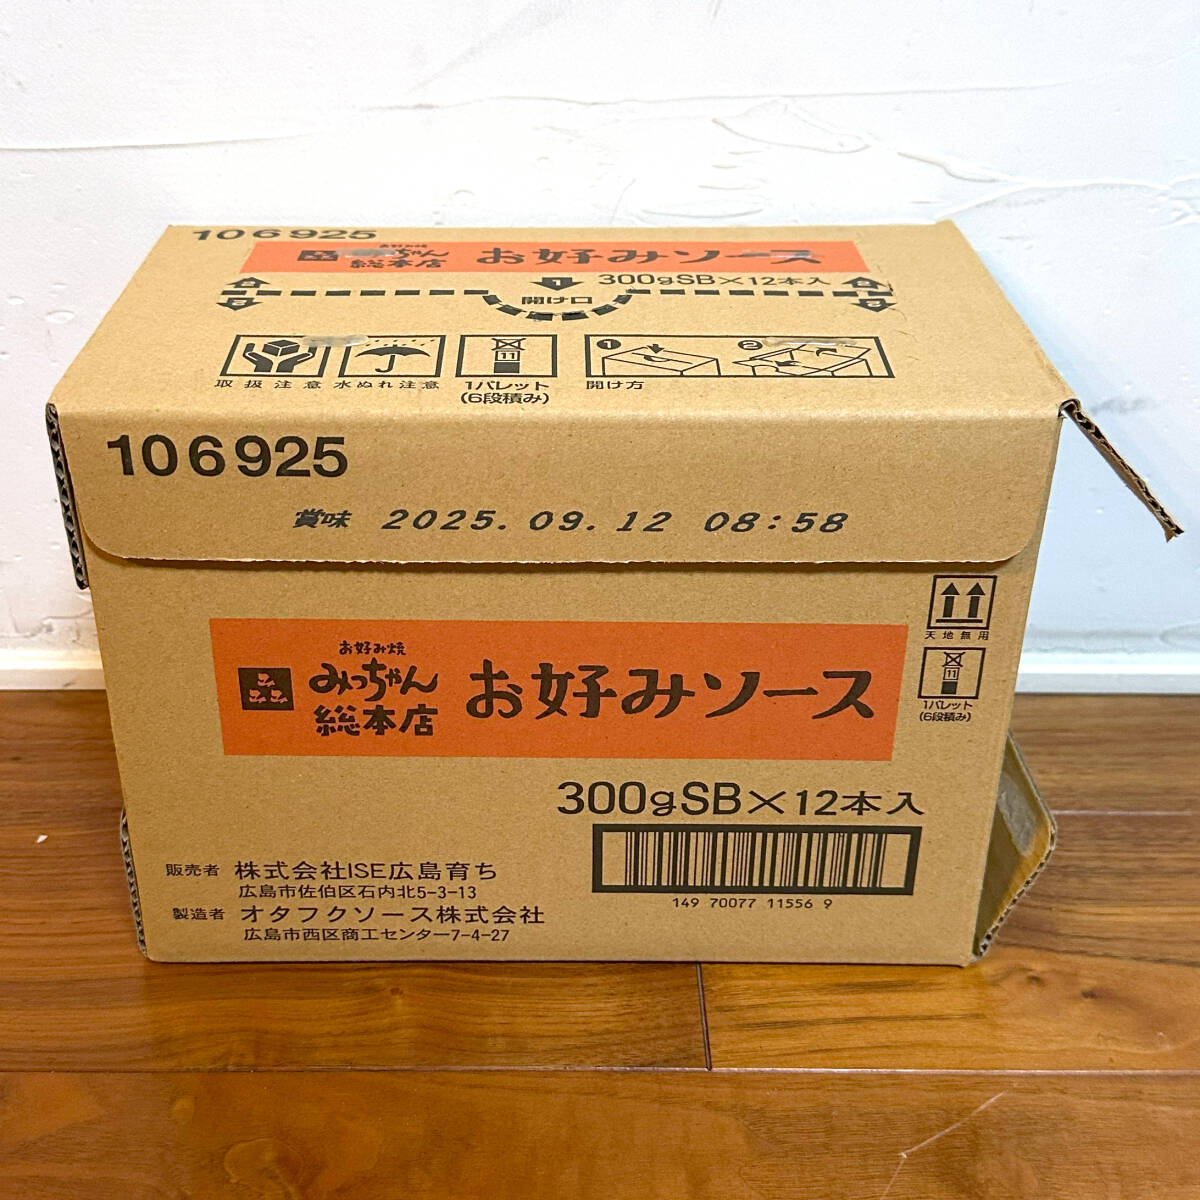 106925
お好み焼
みっちゃん
総本店
お好みソース
300gSB×12本入
開け口
取扱注意
水ぬれ注意
11
1パレット
(6段積み)
1
2
開け方
106925
賞味 2025.09.12 08:58
天地無用
11
1パレット
(6段積み)
お好み焼
みっちゃん
総本店
お好みソース
300gSB×12本入
149 70077 11556 9
販売者 株式会社ISE広島育ち
広島市佐伯区石内北5-3-13
製造者 オタフクソース株式会社
広島市西区商工センター7-4-27